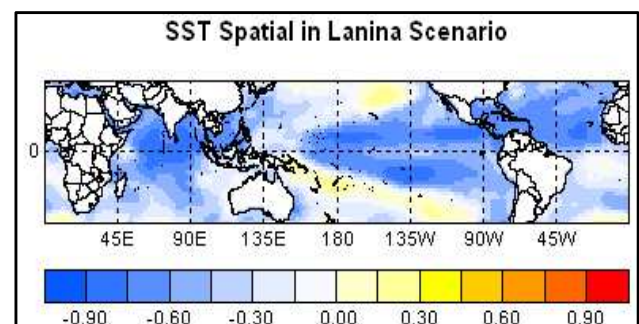 SST Spatial in Lanina Scenario
0
45E 90E 135E 180 135W 90W 45W
-0.90 -0.60 -0.30 0.00 0.30 0.60 0.90